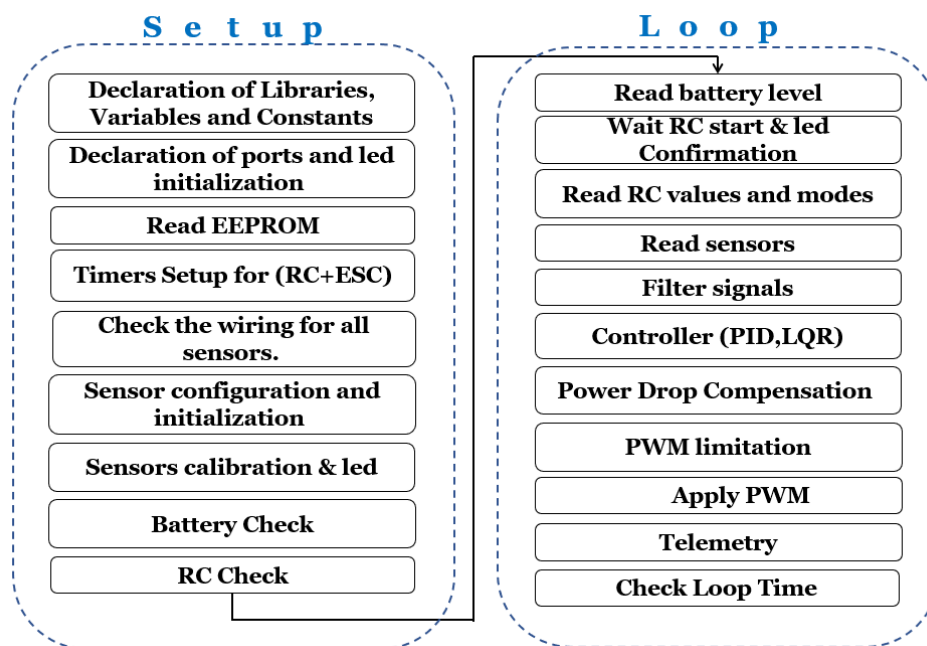 Setup
Declaration of Libraries,
Variables and Constants
Declaration of ports and led
initialization
Read EEPROM
Timers Setup for (RC+ESC)
Check the wiring for all
sensors.
Sensor configuration and
initialization
Sensors calibration & led
Battery Check
RC Check
Loop
Read battery level
Wait RC start & led
Confirmation
Read RC values and modes
Read sensors
Filter signals
Controller (PID,LQR)
Power Drop Compensation
PWM limitation
Apply PWM
Telemetry
Check Loop Time